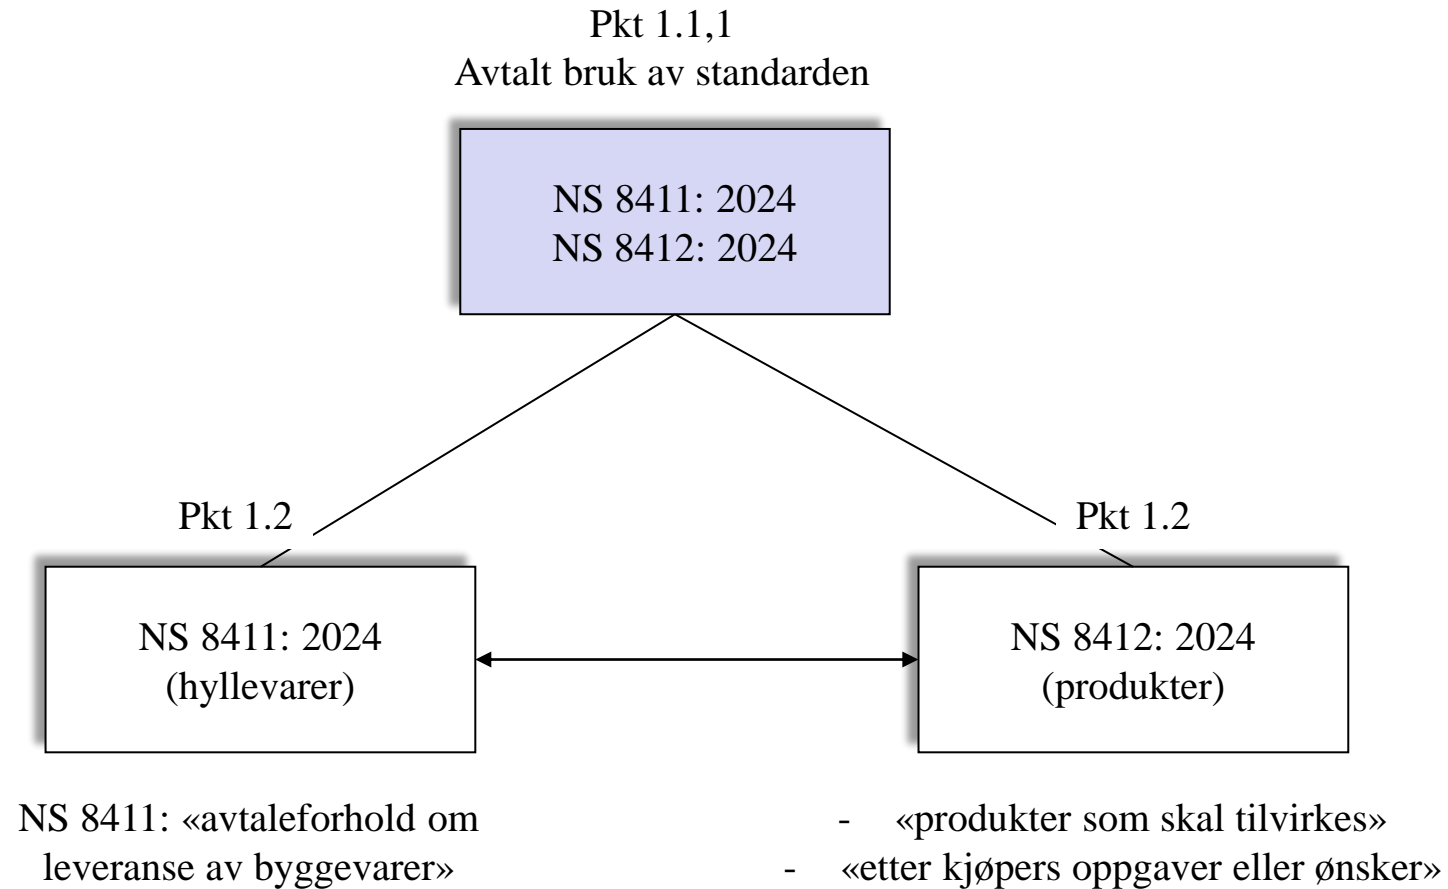 Pkt 1.1,1
Avtalt bruk av standarden
NS 8411: 2024
NS 8412: 2024
Pkt 1.2
Pkt 1.2
NS 8411: 2024
(hyllevarer)
NS 8412: 2024
(produkter)
NS 8411: «avtaleforhold om
leveranse av byggevarer»
- «produkter som skal tilvirkes»
- «etter kjøpers oppgaver eller ønsker»